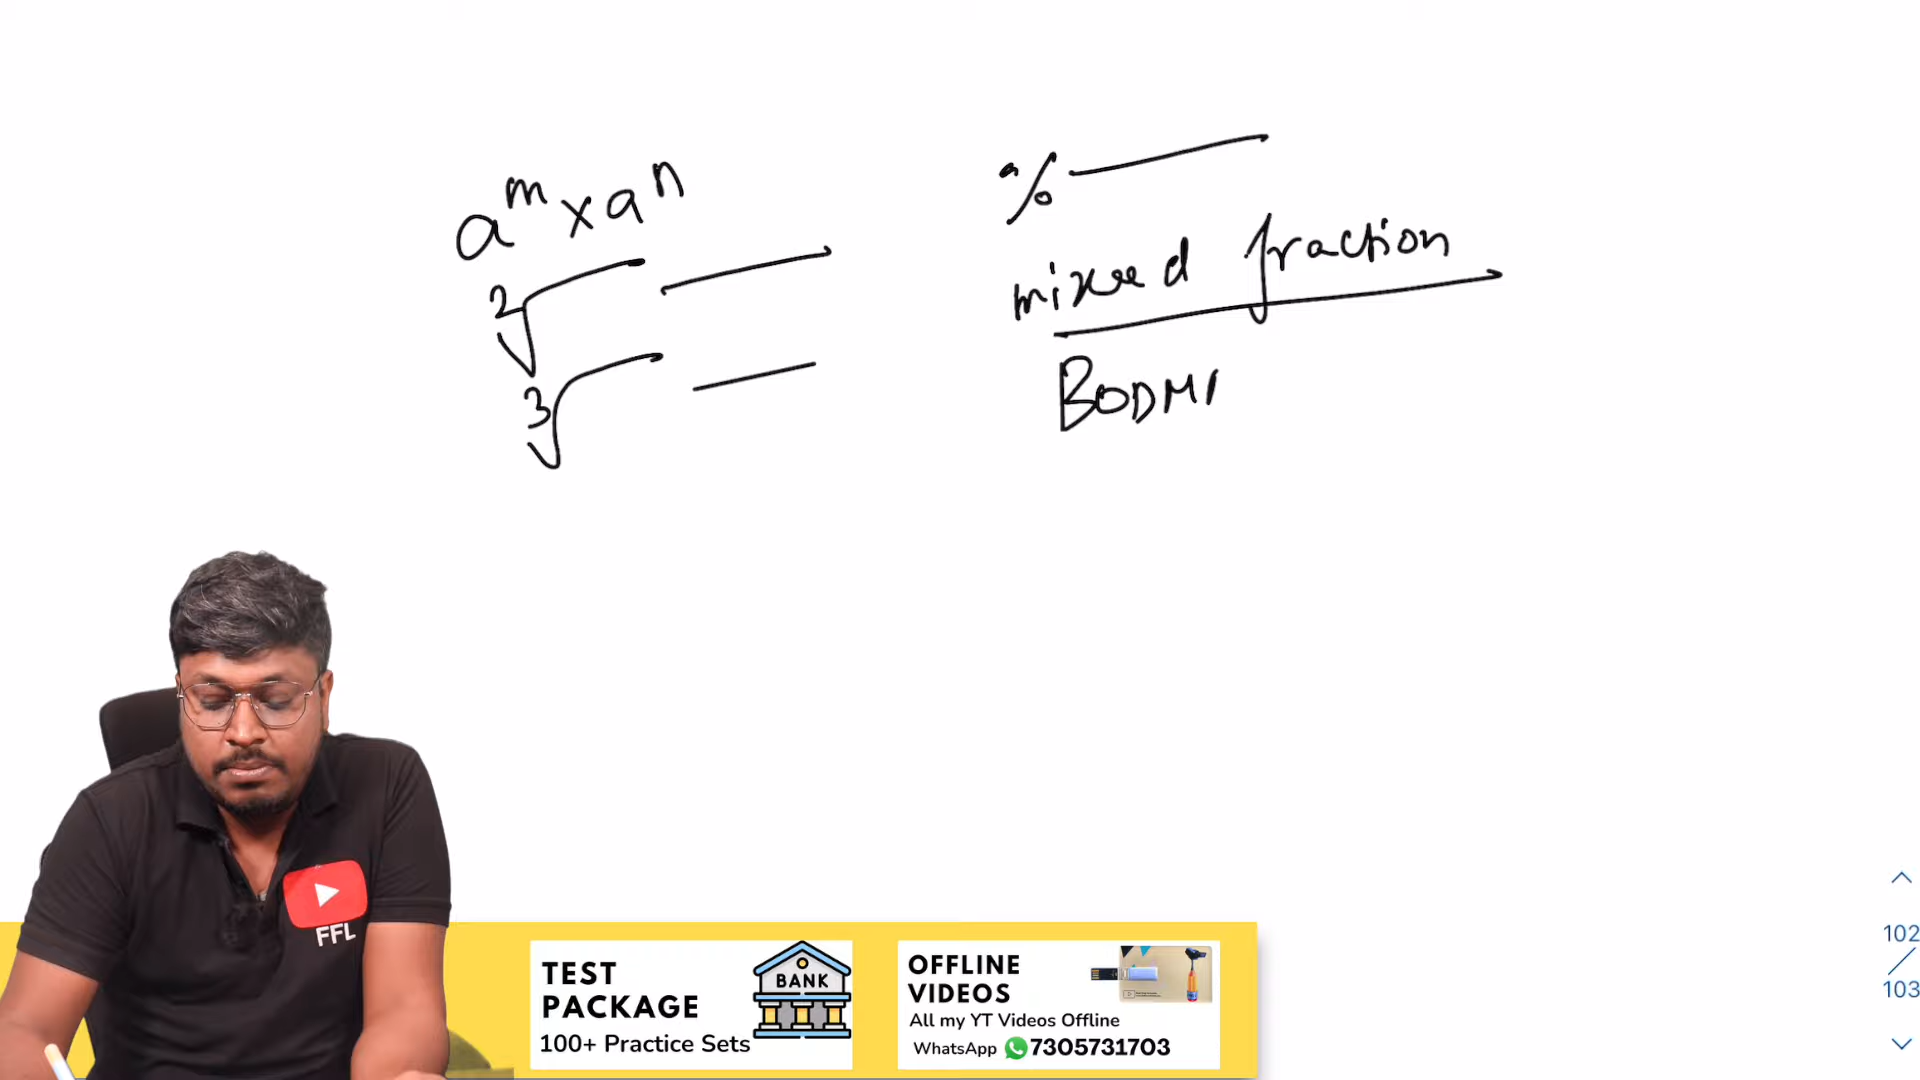 a^m × a^n
2√
3√
%
mixed fraction
BODM
FFL
TEST
PACKAGE
100+ Practice Sets
BANK
OFFLINE
VIDEOS
All my YT Videos Offline
WhatsApp 7305731703
102
/
103